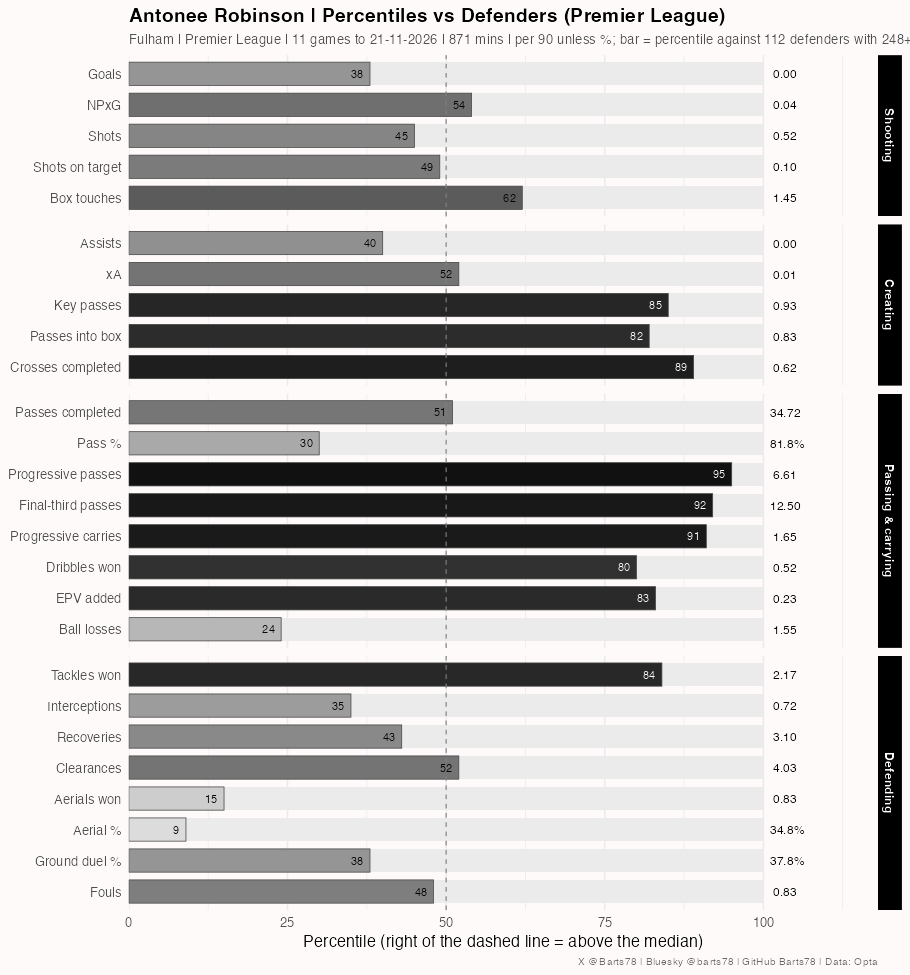 Antonee Robinson | Percentiles vs Defenders (Premier League)
Fulham | Premier League | 11 games to 21-11-2026 | 871 mins | per 90 unless %; bar = percentile against 112 defenders with 248+
Goals 38 0.00
NPxG 54 0.04
Shots 45 0.52
Shots on target 49 0.10
Box touches 62 1.45
Shooting
Assists 40 0.00
xA 52 0.01
Key passes 85 0.93
Passes into box 82 0.83
Crosses completed 89 0.62
Creating
Passes completed 51 34.72
Pass % 30 81.8%
Progressive passes 95 6.61
Final-third passes 92 12.50
Progressive carries 91 1.65
Dribbles won 80 0.52
EPV added 83 0.23
Ball losses 24 1.55
Passing & carrying
Tackles won 84 2.17
Interceptions 35 0.72
Recoveries 43 3.10
Clearances 52 4.03
Aerials won 15 0.83
Aerial % 9 34.8%
Ground duel % 38 37.8%
Fouls 48 0.83
Defending
0 25 50 75 100
Percentile (right of the dashed line = above the median)
X @Barts78 | Bluesky @barts78 | GitHub Barts78 | Data: Opta